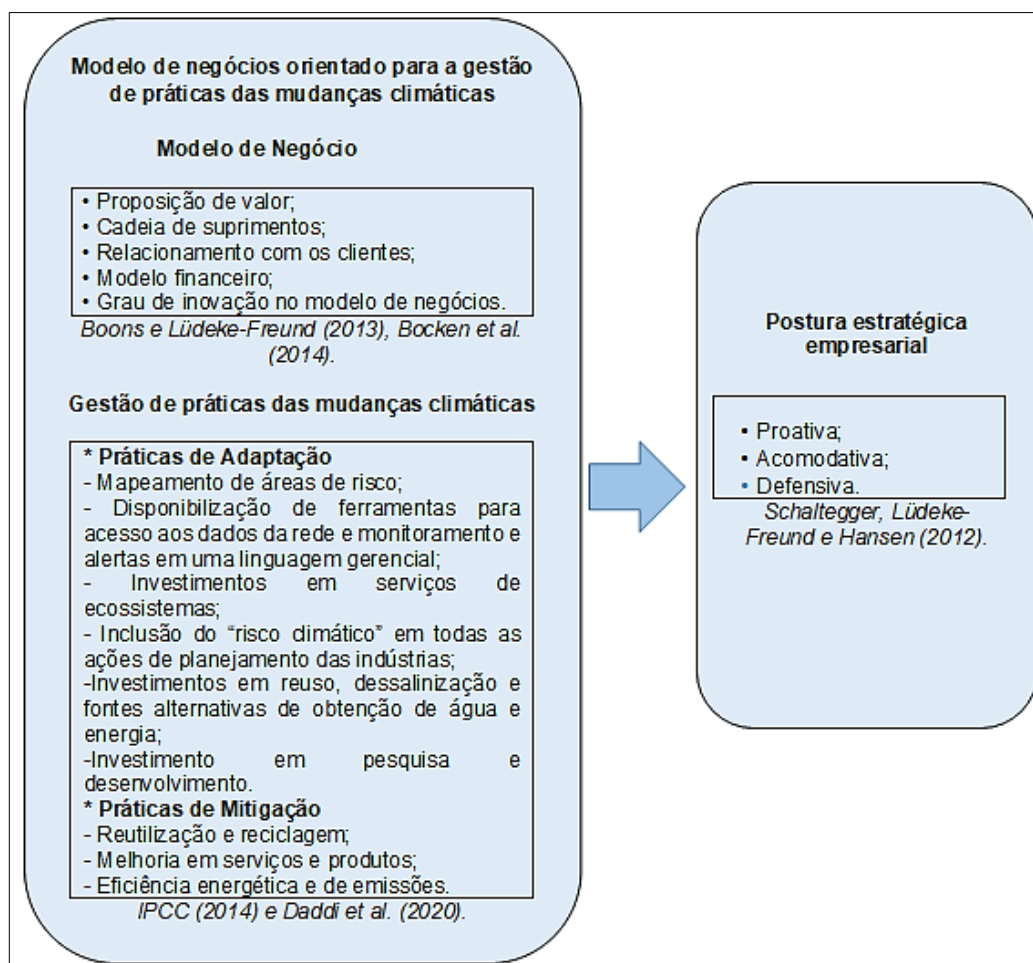 Modelo de negócios orientado para a gestão
de práticas das mudanças climáticas
Modelo de Negócio
• Proposição de valor;
• Cadeia de suprimentos;
• Relacionamento com os clientes;
• Modelo financeiro;
• Grau de inovação no modelo de negócios.
Boons e Lüdeke-Freund (2013), Bocken et al.
(2014).
Gestão de práticas das mudanças climáticas
* Práticas de Adaptação
- Mapeamento de áreas de risco;
- Disponibilização de ferramentas para
acesso aos dados da rede e monitoramento e
alertas em uma linguagem gerencial;
- Investimentos em serviços de
ecossistemas;
- Inclusão do “risco climático” em todas as
ações de planejamento das indústrias;
-Investimentos em reuso, dessalinização e
fontes alternativas de obtenção de água e
energia;
-Investimento em pesquisa e
desenvolvimento.
* Práticas de Mitigação
- Reutilização e reciclagem;
- Melhoria em serviços e produtos;
- Eficiência energética e de emissões.
IPCC (2014) e Daddi et al. (2020).
Postura estratégica
empresarial
• Proativa;
• Acomodativa;
• Defensiva.
Schaltegger, Lüdeke-
Freund e Hansen (2012).